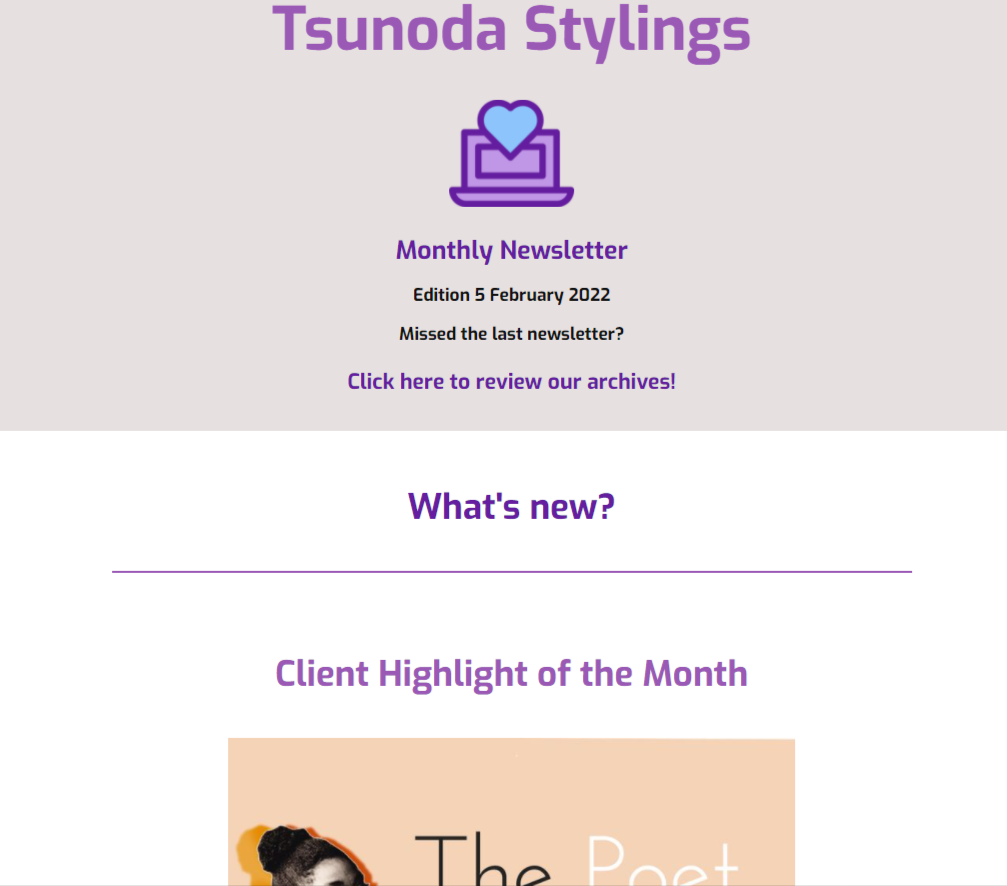 Tsunoda Stylings
Monthly Newsletter
Edition 5 February 2022
Missed the last newsletter?
Click here to review our archives!
What's new?
Client Highlight of the Month
The Poet